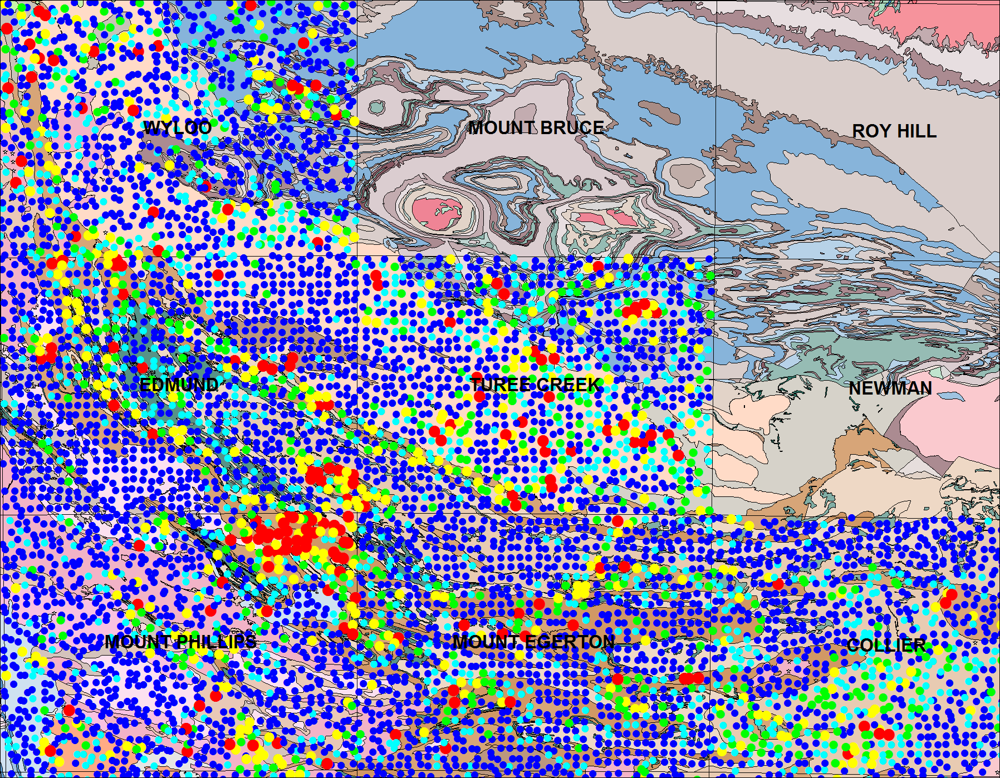 WYLOO
MOUNT BRUCE
ROY HILL
EDMUND
TUREE CREEK
NEWMAN
MOUNT PHILLIPS
MOUNT EGERTON
COLLIER